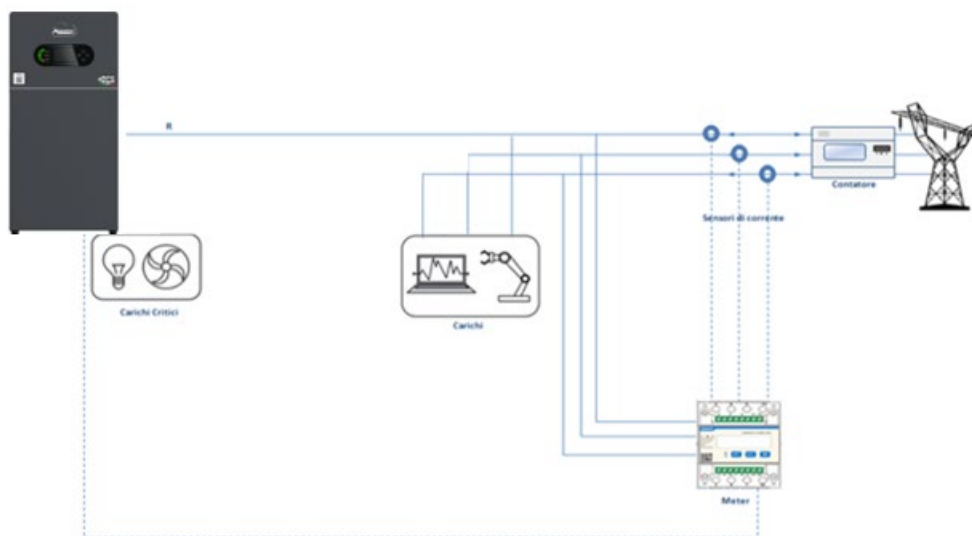 R
Contatore
Sensori di corrente
Carichi Critici
Carichi
Meter